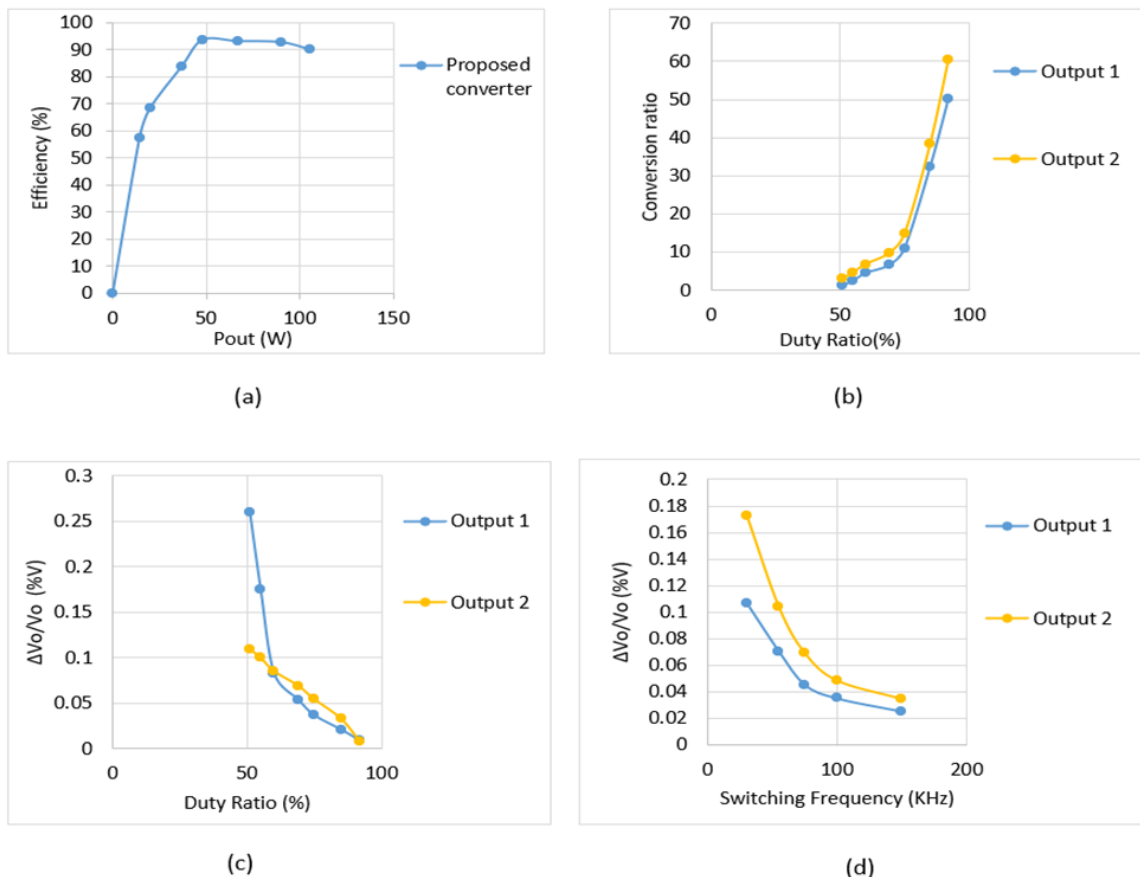 100
90
80
70
60
50
40
30
20
10
0
Efficiency (%)
0 50 100 150
Pout (W)
Proposed
converter
(a)
70
60
50
40
30
20
10
0
Conversion ratio
0 50 100
Duty Ratio(%)
Output 1
Output 2
(b)
0.3
0.25
0.2
0.15
0.1
0.05
0
ΔVo/Vo (%V)
0 50 100
Duty Ratio (%)
Output 1
Output 2
(c)
0.2
0.18
0.16
0.14
0.12
0.1
0.08
0.06
0.04
0.02
0
ΔVo/Vo (%V)
0 100 200
Switching Frequency (KHz)
Output 1
Output 2
(d)